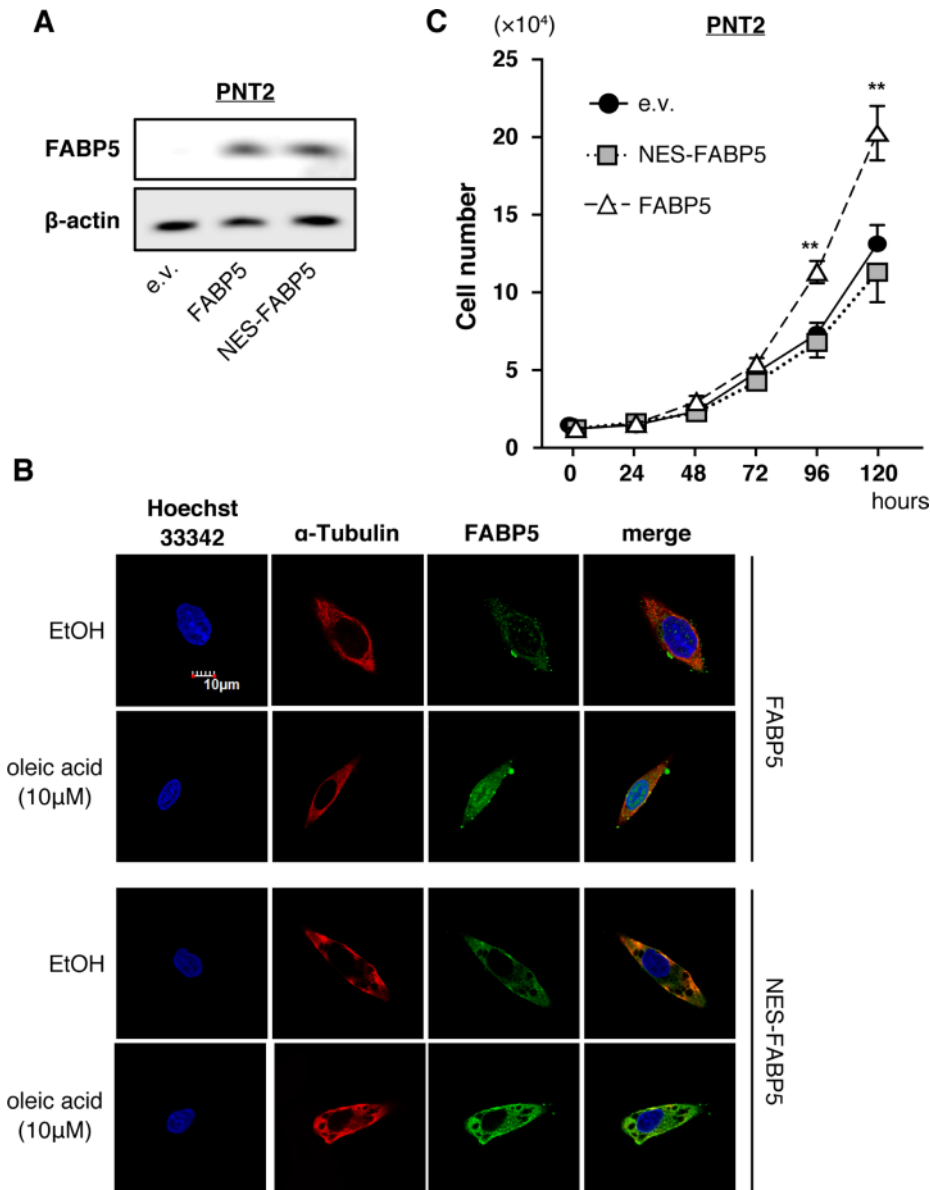 A
PNT2
FABP5
β-actin
e.v.
FABP5
NES-FABP5
C
(×10⁴)
PNT2
25
20
15
10
5
0
Cell number
e.v.
NES-FABP5
FABP5
**
**
0 24 48 72 96 120
hours
B
Hoechst
33342
α-Tubulin
FABP5
merge
EtOH
10μm
oleic acid
(10μM)
FABP5
EtOH
oleic acid
(10μM)
NES-FABP5